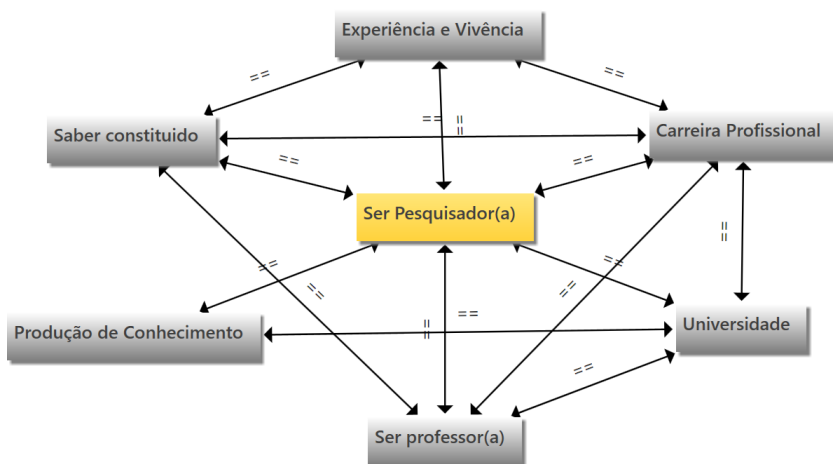 Experiência e Vivência
==
==
Saber constituido
==
==
Carreira Profissional
==
==
Ser Pesquisador(a)
==
==
==
==
==
Produção de Conhecimento
==
==
Universidade
==
Ser professor(a)